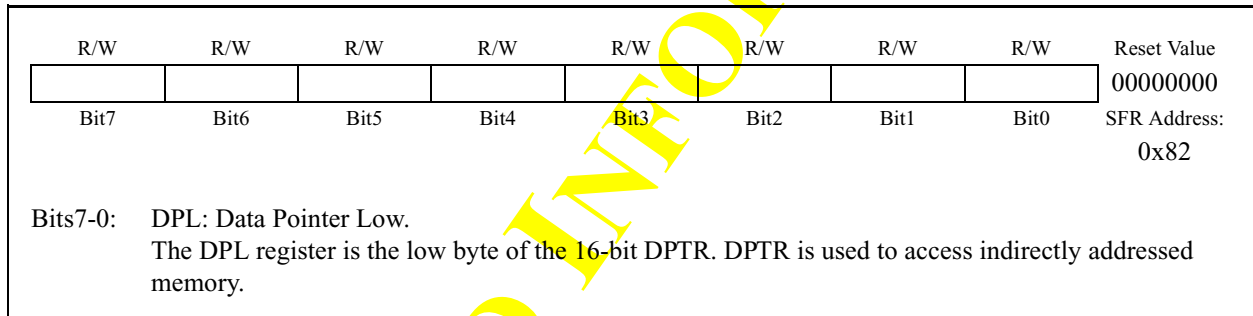 R/W R/W R/W R/W R/W R/W R/W R/W Reset Value
00000000
Bit7 Bit6 Bit5 Bit4 Bit3 Bit2 Bit1 Bit0 SFR Address:
0x82
Bits7-0: DPL: Data Pointer Low.
The DPL register is the low byte of the 16-bit DPTR. DPTR is used to access indirectly addressed
memory.